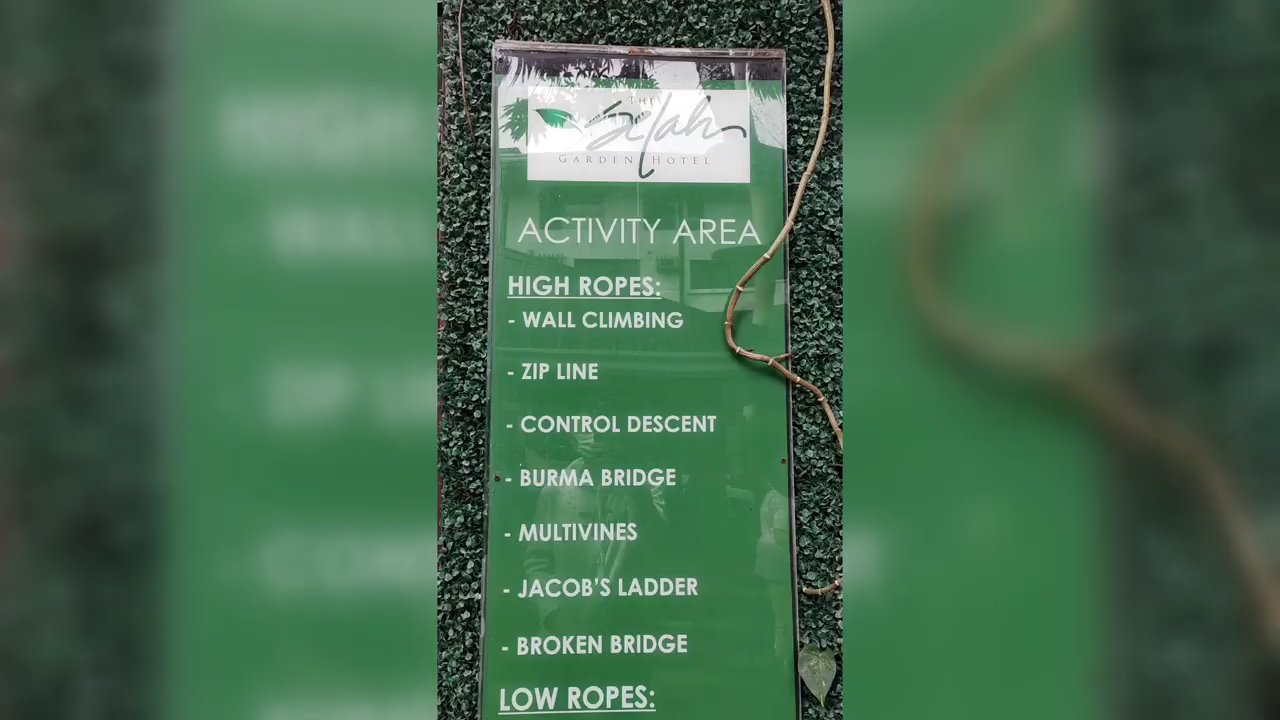 THE
Selah
GARDEN HOTEL
ACTIVITY AREA
HIGH ROPES:
- WALL CLIMBING
- ZIP LINE
- CONTROL DESCENT
- BURMA BRIDGE
- MULTIVINES
- JACOB'S LADDER
- BROKEN BRIDGE
LOW ROPES: